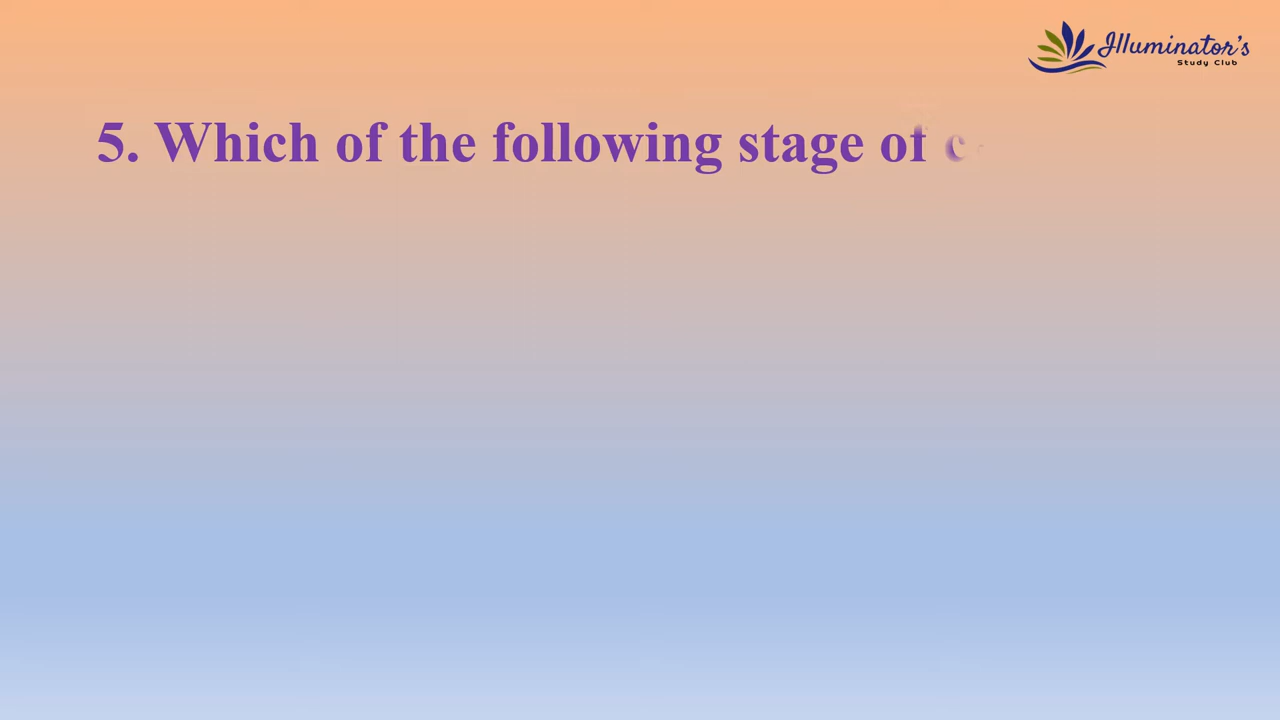 Illuminator's
Study Club
5. Which of the following stage of